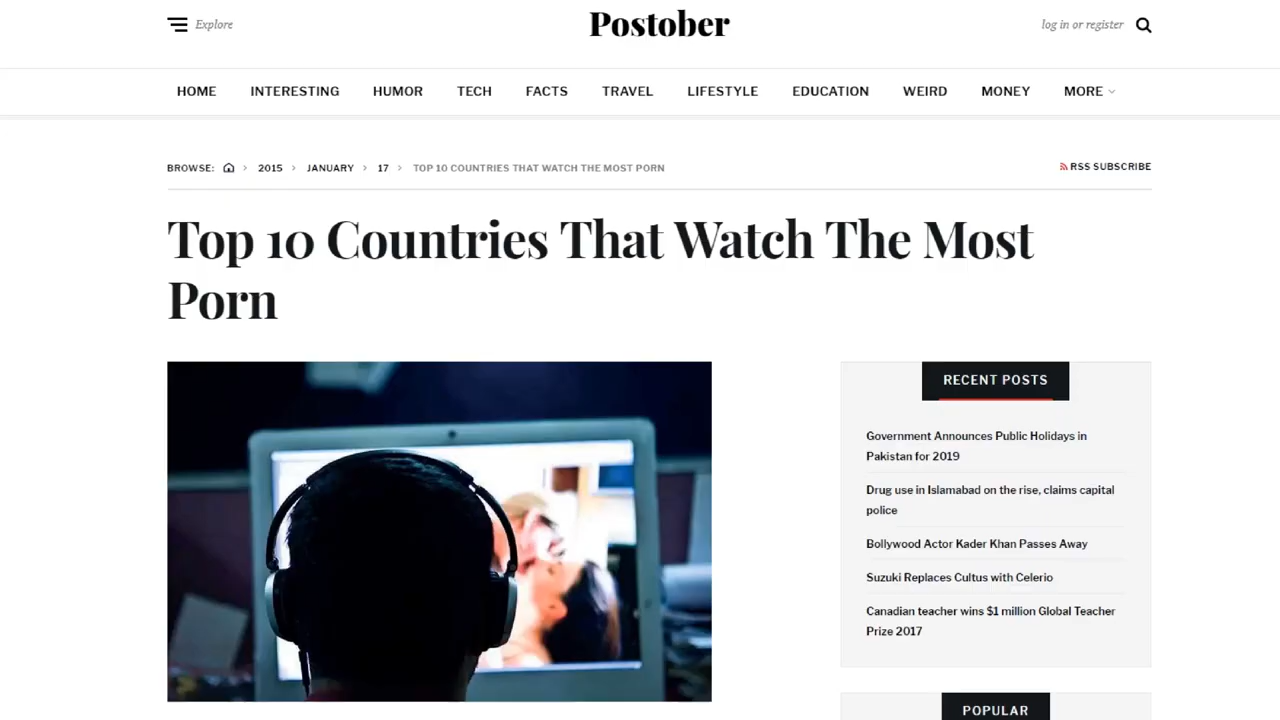 Explore
Postober
log in or register
HOME INTERESTING HUMOR TECH FACTS TRAVEL LIFESTYLE EDUCATION WEIRD MONEY MORE
BROWSE: > 2015 > JANUARY > 17 > TOP 10 COUNTRIES THAT WATCH THE MOST PORN
RSS SUBSCRIBE
Top 10 Countries That Watch The Most
Porn
RECENT POSTS
Government Announces Public Holidays in
Pakistan for 2019
Drug use in Islamabad on the rise, claims capital
police
Bollywood Actor Kader Khan Passes Away
Suzuki Replaces Cultus with Celerio
Canadian teacher wins $1 million Global Teacher
Prize 2017
POPULAR